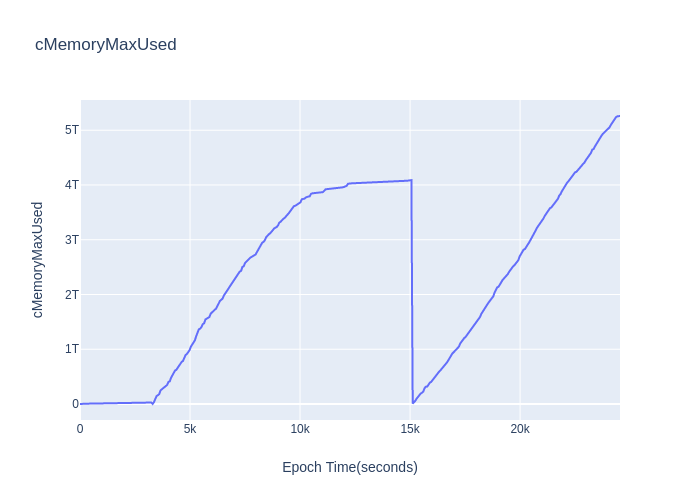 cMemoryMaxUsed
5T
4T
3T
2T
1T
0
cMemoryMaxUsed
0 5k 10k 15k 20k
Epoch Time(seconds)